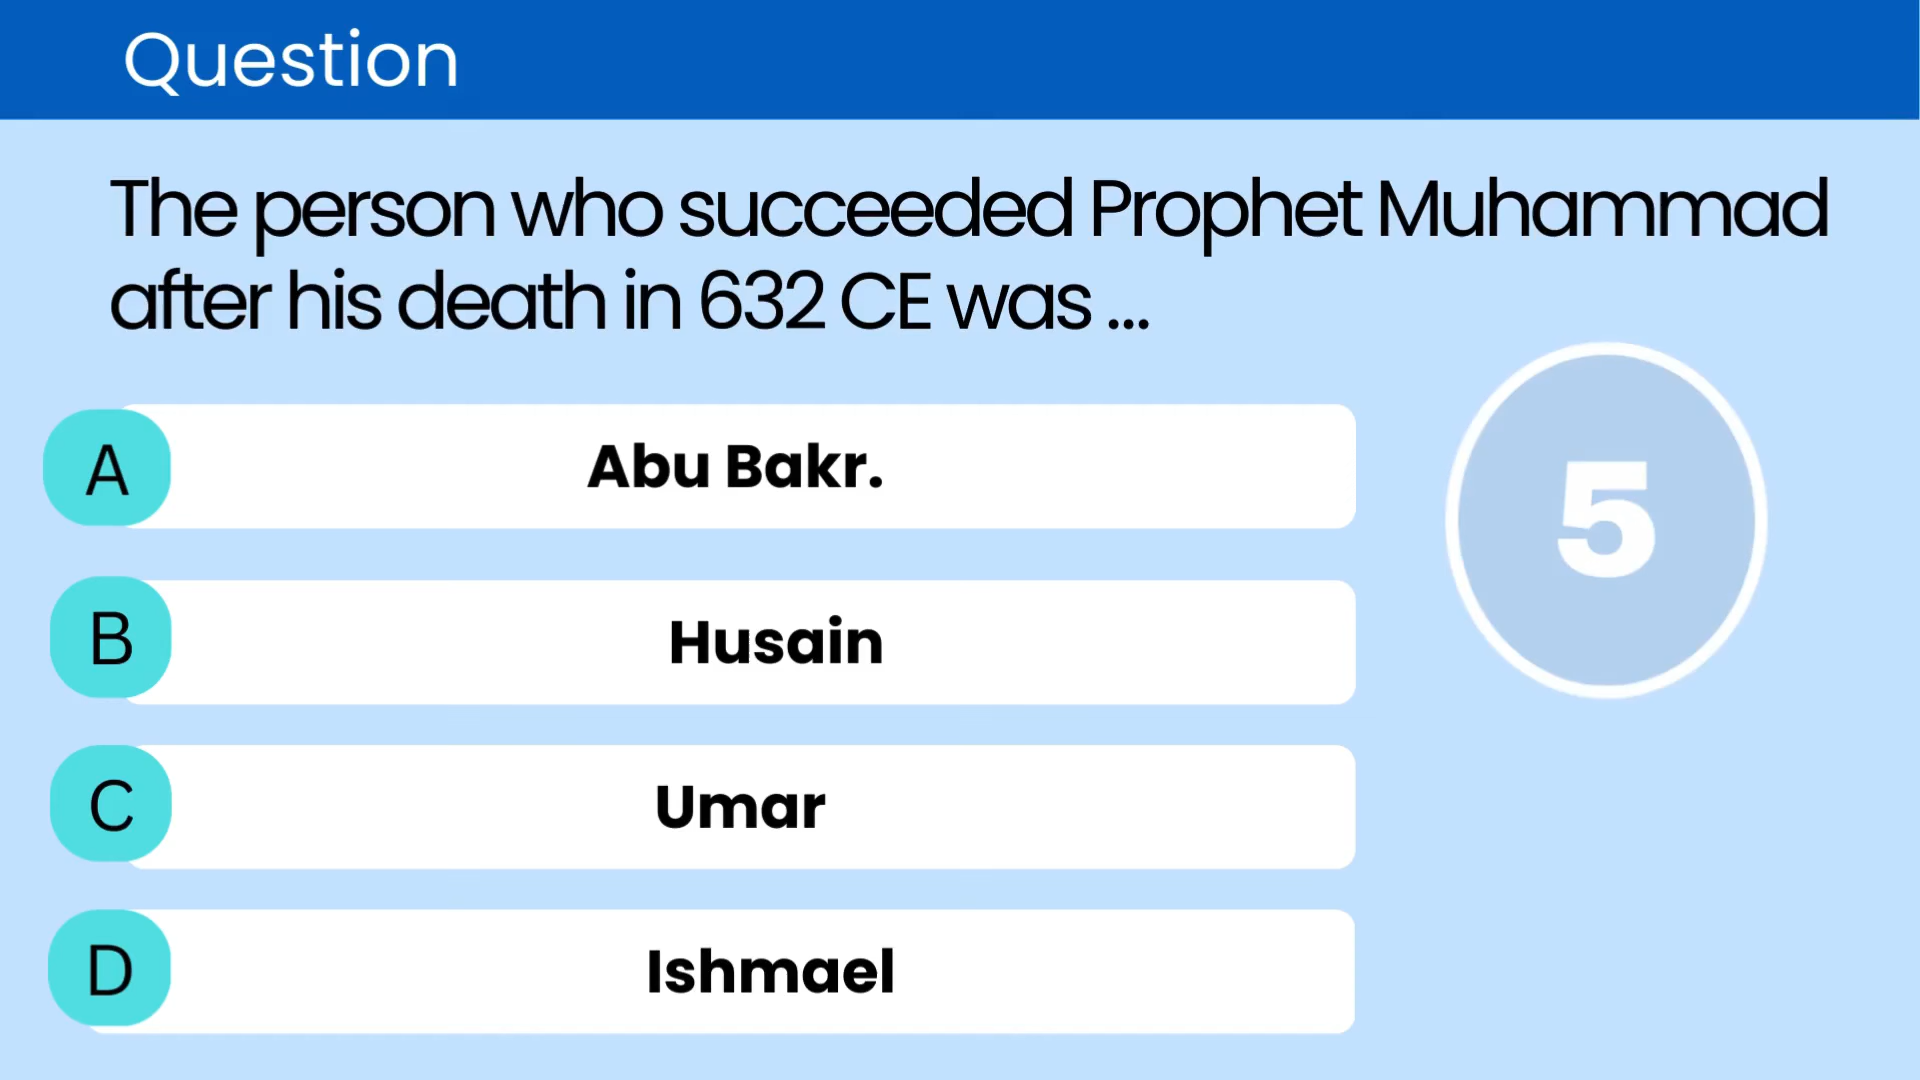 Question
The person who succeeded Prophet Muhammad
after his death in 632 CE was ...
A
Abu Bakr.
5
B
Husain
C
Umar
D
Ishmael